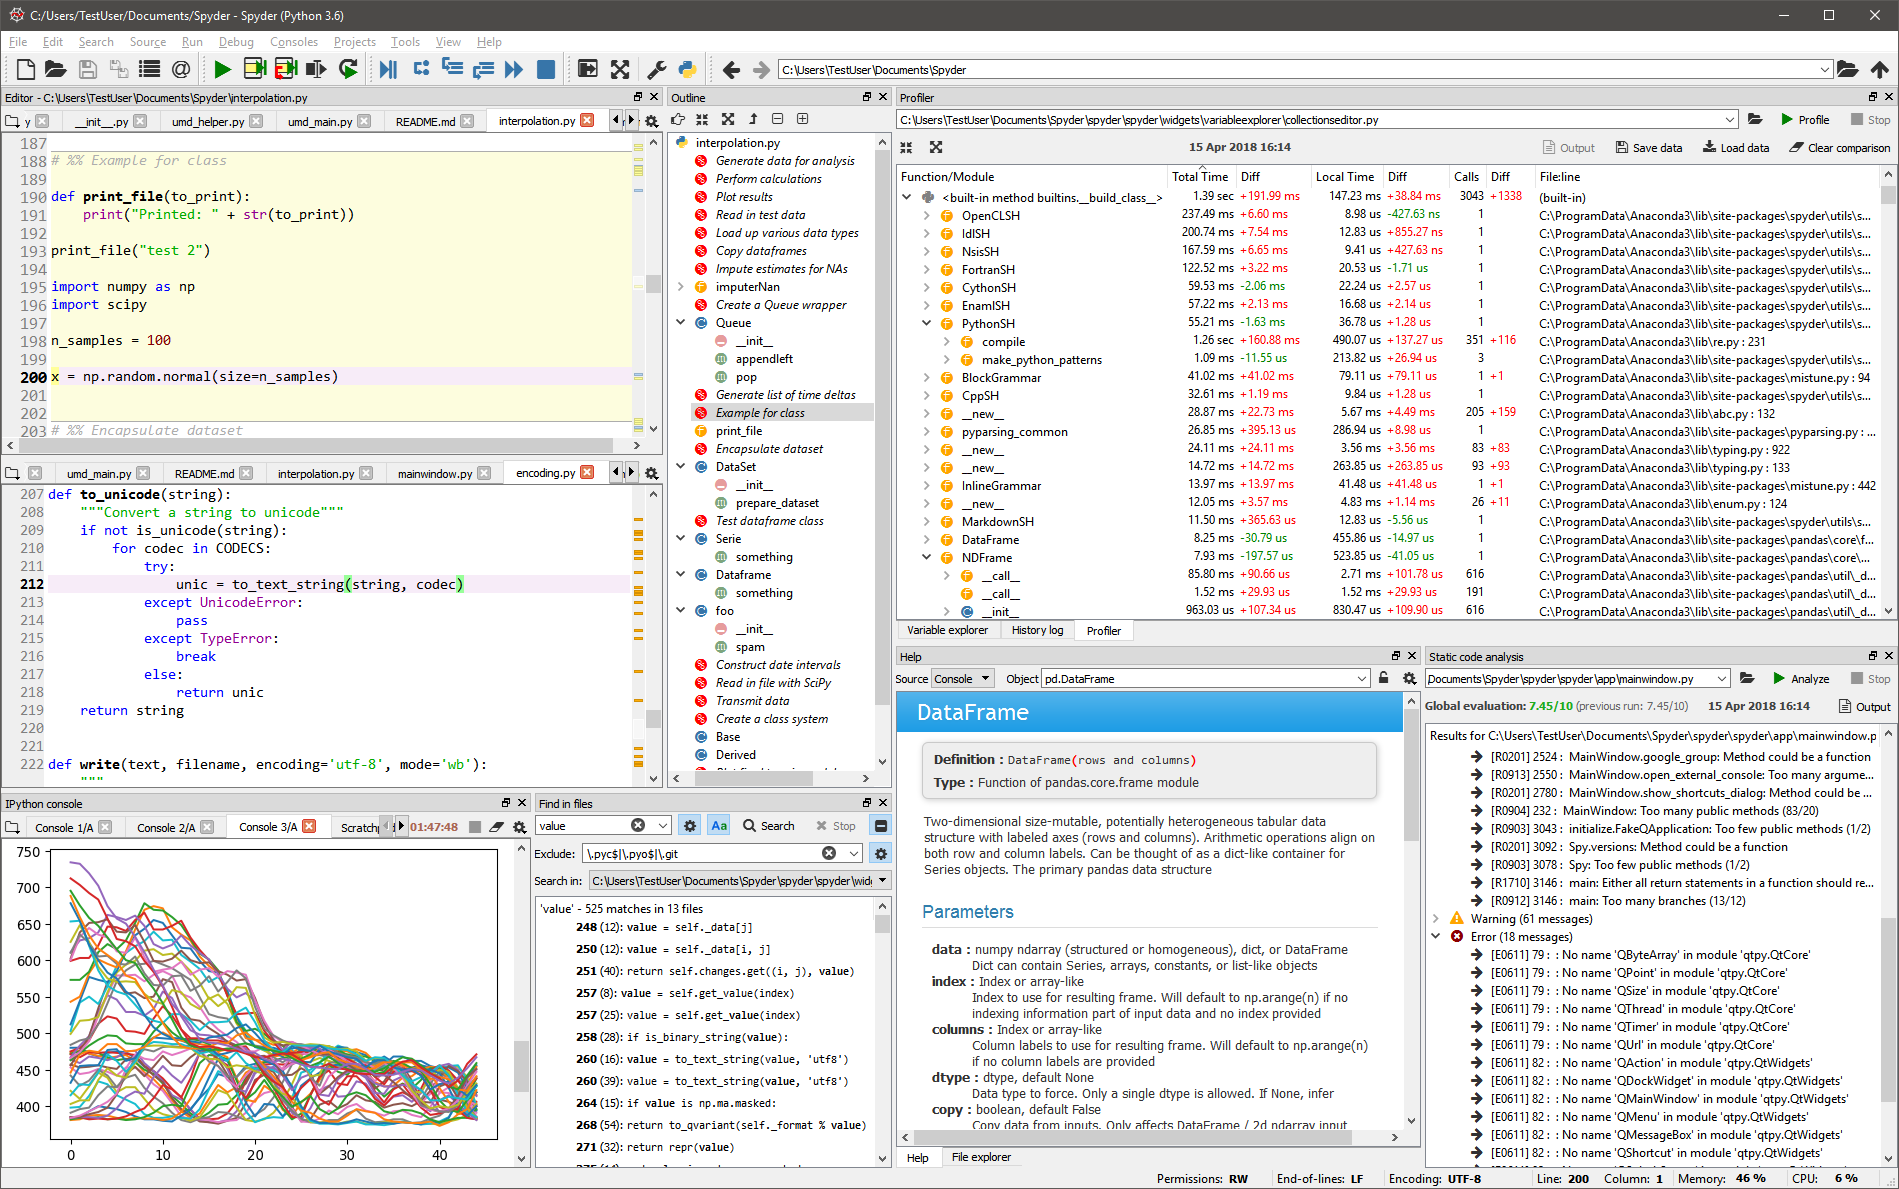 C:/Users/TestUser/Documents/Spyder - Spyder (Python 3.6)
File Edit Search Source Run Debug Consoles Projects Tools View Help
C:\Users\TestUser\Documents\Spyder
Editor - C:\Users\TestUser\Documents\Spyder\interpolation.py
y __init__.py umd_helper.py umd_main.py README.md interpolation.py
187
188 # %% Example for class
189
190 def print_file(to_print):
191 print("Printed: " + str(to_print))
192
193 print_file("test 2")
194
195 import numpy as np
196 import scipy
197
198 n_samples = 100
199
200 x = np.random.normal(size=n_samples)
201
202
203 # %% Encapsulate dataset
umd_main.py README.md interpolation.py mainwindow.py encoding.py
207 def to_unicode(string):
208 """Convert a string to unicode"""
209 if not is_unicode(string):
210 for codec in CODECS:
211 try:
212 unic = to_text_string(string, codec)
213 except UnicodeError:
214 pass
215 except TypeError:
216 break
217 else:
218 return unic
219 return string
220
221
222 def write(text, filename, encoding='utf-8', mode='wb'):
"""
IPython console
Console 1/A Console 2/A Console 3/A Scratch 01:47:48
750
700
650
600
550
500
450
400
0 10 20 30 40
Find in files
value Aa Search Stop
Exclude: \.pyc$|\.pyo$|\.git
Search in: C:\Users\TestUser\Documents\Spyder\spyder\spyder\widg
'value' - 525 matches in 13 files
248 (12): value = self._data[j]
250 (12): value = self._data[i, j]
251 (40): return self.changes.get((i, j), value)
257 (8): value = self.get_value(index)
257 (25): value = self.get_value(index)
258 (28): if is_binary_string(value):
260 (16): value = to_text_string(value, 'utf8')
260 (39): value = to_text_string(value, 'utf8')
264 (15): if value is np.ma.masked:
268 (54): return to_qvariant(self._format % value)
271 (32): return repr(value)
Outline
interpolation.py
Generate data for analysis
Perform calculations
Plot results
Read in test data
Load up various data types
Copy dataframes
Impute estimates for NAs
imputerNan
Create a Queue wrapper
Queue
__init__
appendleft
pop
Generate list of time deltas
Example for class
print_file
Encapsulate dataset
DataSet
__init__
prepare_dataset
Test dataframe class
Serie
something
Dataframe
something
foo
__init__
spam
Construct date intervals
Read in file with SciPy
Transmit data
Create a class system
Base
Derived
Profiler
C:\Users\TestUser\Documents\Spyder\spyder\spyder\widgets\variableexplorer\collectionseditor.py Profile Stop
15 Apr 2018 16:14 Output Save data Load data Clear comparison
Function/Module Total Time Diff Local Time Diff Calls Diff File:line
<built-in method builtins.__build_class__> 1.39 sec +191.99 ms 147.23 ms +38.84 ms 3043 +1338 (built-in)
OpenCLSH 237.49 ms +6.60 ms 8.98 us -427.63 ns 1 C:\ProgramData\Anaconda3\lib\site-packages\spyder\utils\s...
IdlSH 200.74 ms +7.54 ms 12.83 us +855.27 ns 1 C:\ProgramData\Anaconda3\lib\site-packages\spyder\utils\s...
NsisSH 167.59 ms +6.65 ms 9.41 us +427.63 ns 1 C:\ProgramData\Anaconda3\lib\site-packages\spyder\utils\s...
FortranSH 122.52 ms +3.22 ms 20.53 us -1.71 us 1 C:\ProgramData\Anaconda3\lib\site-packages\spyder\utils\s...
CythonSH 59.53 ms -2.06 ms 22.24 us +2.57 us 1 C:\ProgramData\Anaconda3\lib\site-packages\spyder\utils\s...
EnamlSH 57.22 ms +2.13 ms 16.68 us +2.14 us 1 C:\ProgramData\Anaconda3\lib\site-packages\spyder\utils\s...
PythonSH 55.21 ms -1.63 ms 36.78 us +1.28 us 1 C:\ProgramData\Anaconda3\lib\site-packages\spyder\utils\s...
compile 1.26 sec +160.88 ms 490.07 us +137.27 us 351 +116 C:\ProgramData\Anaconda3\lib\re.py : 231
make_python_patterns 1.09 ms -11.55 us 213.82 us +26.94 us 3 C:\ProgramData\Anaconda3\lib\site-packages\spyder\utils\s...
BlockGrammar 41.02 ms +41.02 ms 79.11 us +79.11 us 1 +1 C:\ProgramData\Anaconda3\lib\site-packages\mistune.py : 94
CppSH 32.61 ms +1.19 ms 9.84 us +1.28 us 1 C:\ProgramData\Anaconda3\lib\site-packages\spyder\utils\s...
__new__ 28.87 ms +22.73 ms 5.67 ms +4.49 ms 205 +159 C:\ProgramData\Anaconda3\lib\abc.py : 132
pyparsing_common 26.85 ms +395.13 us 286.94 us +8.98 us 1 C:\ProgramData\Anaconda3\lib\site-packages\pyparsing.py : ...
__new__ 24.11 ms +24.11 ms 3.56 ms +3.56 ms 83 +83 C:\ProgramData\Anaconda3\lib\typing.py : 922
__new__ 14.72 ms +14.72 ms 263.85 us +263.85 us 93 +93 C:\ProgramData\Anaconda3\lib\typing.py : 133
InlineGrammar 13.97 ms +13.97 ms 41.48 us +41.48 us 1 +1 C:\ProgramData\Anaconda3\lib\site-packages\mistune.py : 442
__new__ 12.05 ms +3.57 ms 4.83 ms +1.14 ms 26 +11 C:\ProgramData\Anaconda3\lib\enum.py : 124
MarkdownSH 11.50 ms +365.63 us 12.83 us -5.56 us 1 C:\ProgramData\Anaconda3\lib\site-packages\spyder\utils\s...
DataFrame 8.25 ms -30.79 us 455.86 us -14.97 us 1 C:\ProgramData\Anaconda3\lib\site-packages\pandas\core\f...
NDFrame 7.93 ms -197.57 us 523.85 us -41.05 us 1 C:\ProgramData\Anaconda3\lib\site-packages\pandas\core\...
__call__ 85.80 ms +90.66 us 2.71 ms +101.78 us 616 C:\ProgramData\Anaconda3\lib\site-packages\pandas\util\_d...
__call__ 1.52 ms +29.93 us 1.52 ms +29.93 us 191 C:\ProgramData\Anaconda3\lib\site-packages\pandas\util\_d...
__init__ 963.03 us +107.34 us 830.47 us +109.90 us 616 C:\ProgramData\Anaconda3\lib\site-packages\pandas\util\_d...
Variable explorer History log Profiler
Help
Source Console Object pd.DataFrame
DataFrame
Definition : DataFrame(rows and columns)
Type : Function of pandas.core.frame module
Two-dimensional size-mutable, potentially heterogeneous tabular data
structure with labeled axes (rows and columns). Arithmetic operations align on
both row and column labels. Can be thought of as a dict-like container for
Series objects. The primary pandas data structure
Parameters
data : numpy ndarray (structured or homogeneous), dict, or DataFrame
Dict can contain Series, arrays, constants, or list-like objects
index : Index or array-like
Index to use for resulting frame. Will default to np.arange(n) if no
indexing information part of input data and no index provided
columns : Index or array-like
Column labels to use for resulting frame. Will default to np.arange(n)
if no column labels are provided
dtype : dtype, default None
Data type to force. Only a single dtype is allowed. If None, infer
copy : boolean, default False
Copy data from inputs. Only affects DataFrame / 2d ndarray input
Help File explorer
Static code analysis
Documents\Spyder\spyder\spyder\app\mainwindow.py Analyze Stop
Global evaluation: 7.45/10 (previous run: 7.45/10) 15 Apr 2018 16:14 Output
Results for C:\Users\TestUser\Documents\Spyder\spyder\spyder\app\mainwindow.p
[R0201] 2524 : MainWindow.google_group: Method could be a function
[R0913] 2550 : MainWindow.open_external_console: Too many argume...
[R0201] 2780 : MainWindow.show_shortcuts_dialog: Method could be ...
[R0904] 232 : MainWindow: Too many public methods (83/20)
[R0903] 3043 : initialize.FakeQApplication: Too few public methods (1/2)
[R0201] 3092 : Spy.versions: Method could be a function
[R0903] 3078 : Spy: Too few public methods (1/2)
[R1710] 3146 : main: Either all return statements in a function should re...
[R0912] 3146 : main: Too many branches (13/12)
Warning (61 messages)
Error (18 messages)
[E0611] 79 : : No name 'QByteArray' in module 'qtpy.QtCore'
[E0611] 79 : : No name 'QPoint' in module 'qtpy.QtCore'
[E0611] 79 : : No name 'QSize' in module 'qtpy.QtCore'
[E0611] 79 : : No name 'QThread' in module 'qtpy.QtCore'
[E0611] 79 : : No name 'QTimer' in module 'qtpy.QtCore'
[E0611] 79 : : No name 'QUrl' in module 'qtpy.QtCore'
[E0611] 82 : : No name 'QAction' in module 'qtpy.QtWidgets'
[E0611] 82 : : No name 'QDockWidget' in module 'qtpy.QtWidgets'
[E0611] 82 : : No name 'QMainWindow' in module 'qtpy.QtWidgets'
[E0611] 82 : : No name 'QMenu' in module 'qtpy.QtWidgets'
[E0611] 82 : : No name 'QMessageBox' in module 'qtpy.QtWidgets'
[E0611] 82 : : No name 'QShortcut' in module 'qtpy.QtWidgets'
Permissions: RW End-of-lines: LF Encoding: UTF-8 Line: 200 Column: 1 Memory: 46 % CPU: 6 %